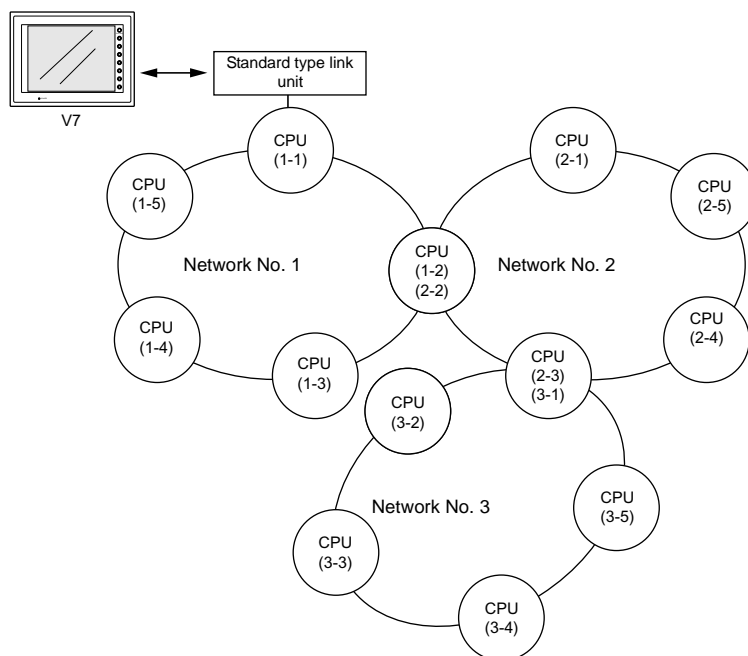 Standard type link
unit
V7
CPU
(1-1)
CPU
(2-1)
CPU
(1-5)
CPU
(2-5)
Network No. 1
CPU
(1-2)
(2-2)
Network No. 2
CPU
(1-4)
CPU
(2-4)
CPU
(1-3)
CPU
(2-3)
(3-1)
CPU
(3-2)
Network No. 3
CPU
(3-5)
CPU
(3-3)
CPU
(3-4)